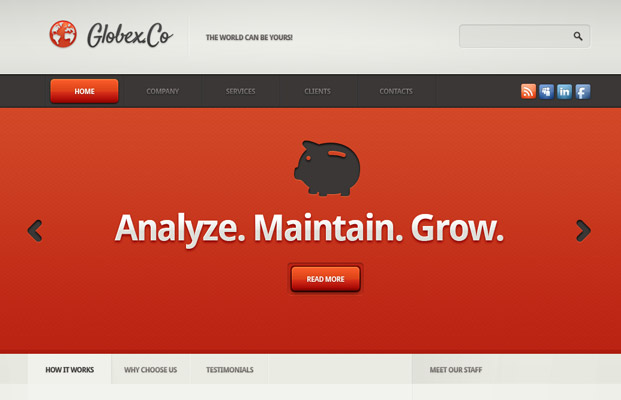 Globex.Co
THE WORLD CAN BE YOURS!
HOME COMPANY SERVICES CLIENTS CONTACTS
Analyze. Maintain. Grow.
READ MORE
HOW IT WORKS WHY CHOOSE US TESTIMONIALS MEET OUR STAFF